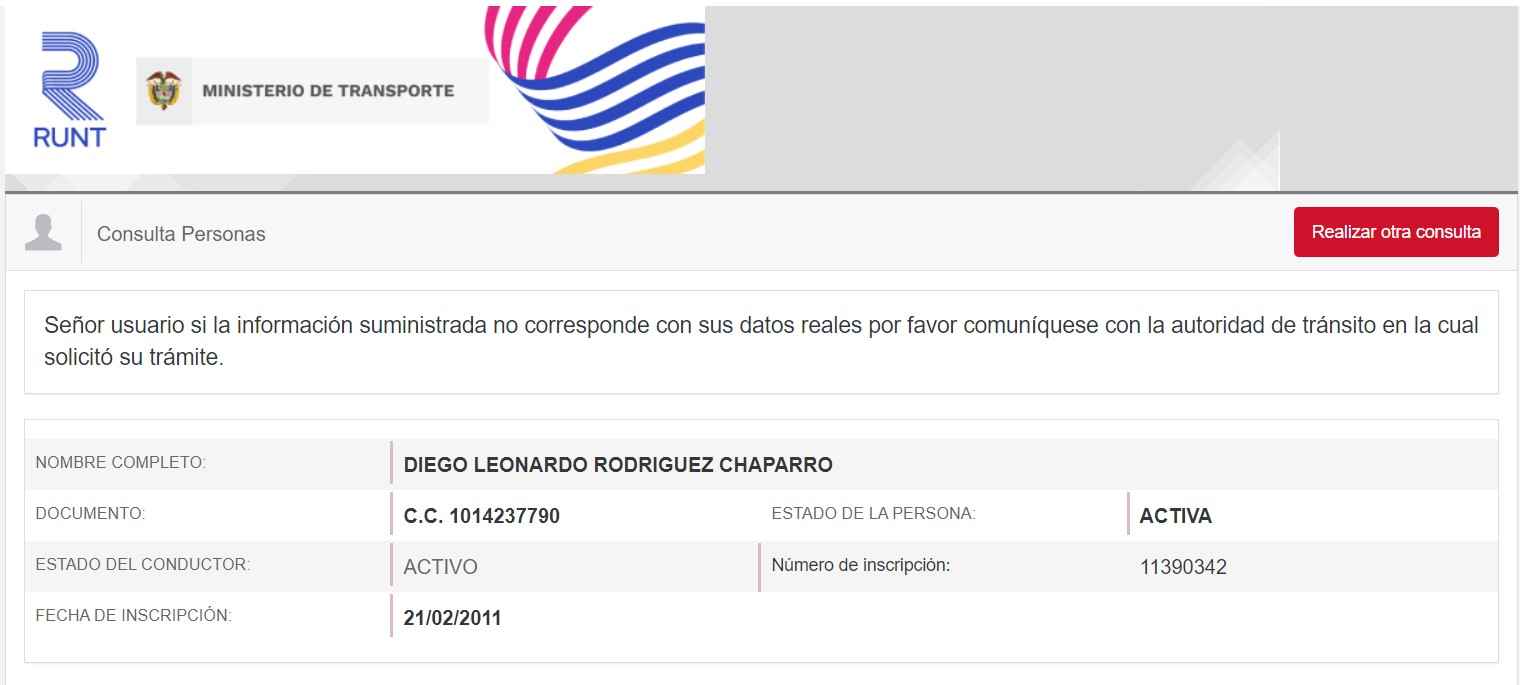 RUNT
MINISTERIO DE TRANSPORTE
Consulta Personas
Realizar otra consulta
Señor usuario si la información suministrada no corresponde con sus datos reales por favor comuníquese con la autoridad de tránsito en la cual
solicitó su trámite.
NOMBRE COMPLETO: DIEGO LEONARDO RODRIGUEZ CHAPARRO
DOCUMENTO: C.C. 1014237790 ESTADO DE LA PERSONA: ACTIVA
ESTADO DEL CONDUCTOR: ACTIVO Número de inscripción: 11390342
FECHA DE INSCRIPCIÓN: 21/02/2011